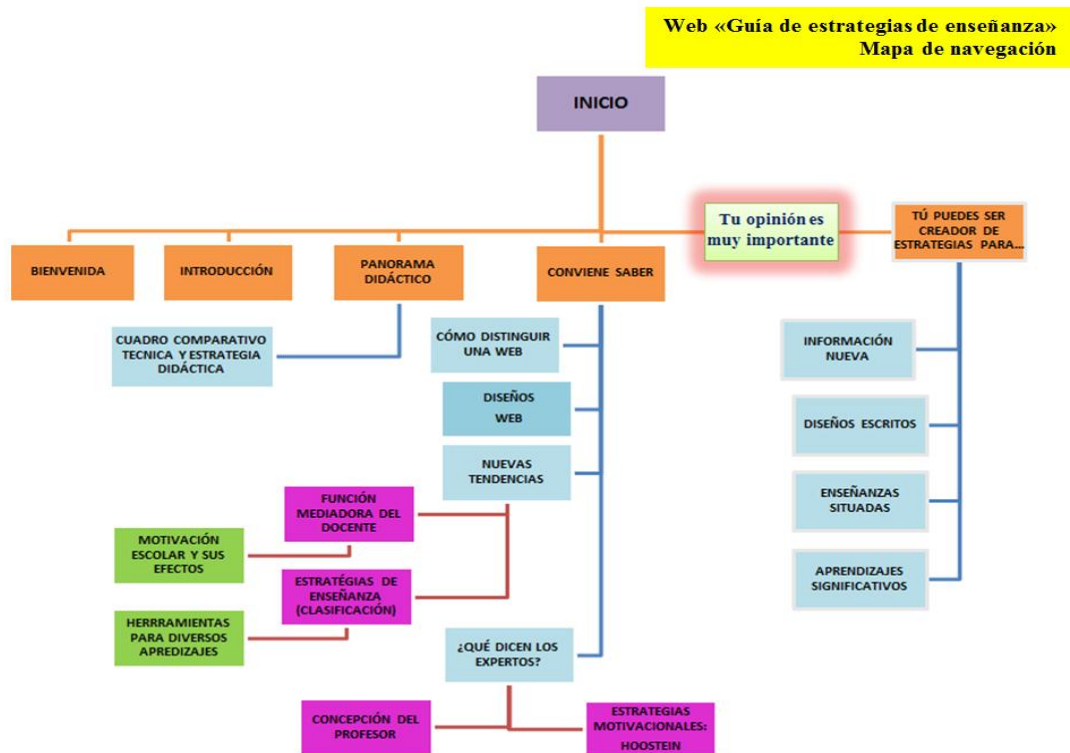 Web «Guía de estrategias de enseñanza»
Mapa de navegación
INICIO
Tu opinión es
muy importante
TÚ PUEDES SER
CREADOR DE
ESTRATEGIAS PARA...
BIENVENIDA
INTRODUCCIÓN
PANORAMA
DIDÁCTICO
CONVIENE SABER
CUADRO COMPARATIVO
TECNICA Y ESTRATEGIA
DIDÁCTICA
CÓMO DISTINGUIR
UNA WEB
DISEÑOS
WEB
NUEVAS
TENDENCIAS
FUNCIÓN
MEDIADORA DEL
DOCENTE
MOTIVACIÓN
ESCOLAR Y SUS
EFECTOS
ESTRATÉGIAS DE
ENSEÑANZA
(CLASIFICACIÓN)
HERRRAMIENTAS
PARA DIVERSOS
APREDIZAJES
¿QUÉ DICEN LOS
EXPERTOS?
CONCEPCIÓN DEL
PROFESOR
ESTRATEGIAS
MOTIVACIONALES:
HOOSTEIN
INFORMACIÓN
NUEVA
DISEÑOS ESCRITOS
ENSEÑANZAS
SITUADAS
APRENDIZAJES
SIGNIFICATIVOS